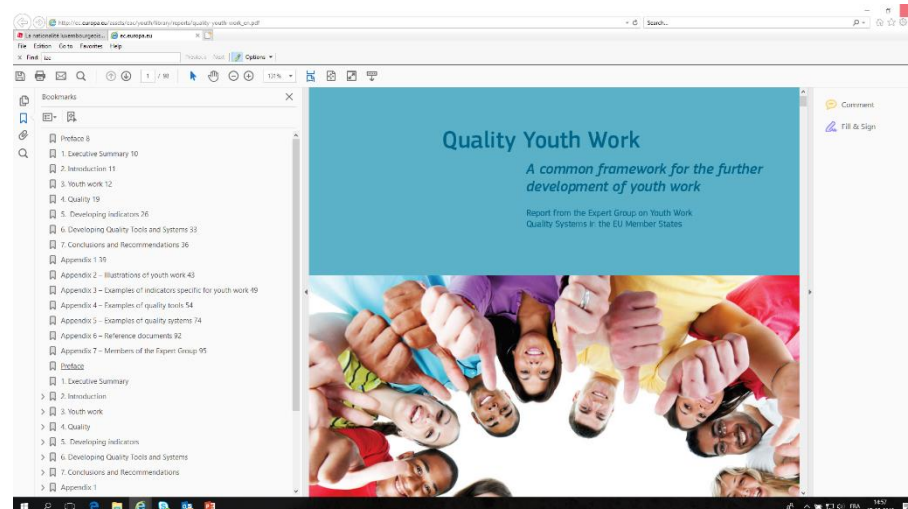 http://ec.europa.eu/assets/eac/youth/library/reports/quality-youth-work_en.pdf
Search...
La nationalité luxembourgeois...
ec.europa.eu
File Edition Go to Favorites Help
X Find
Previous Next Options
1 / 98
131%
Bookmarks
Preface 8
1. Executive Summary 10
2. Introduction 11
3. Youth work 12
4. Quality 19
5. Developing indicators 26
6. Developing Quality Tools and Systems 33
7. Conclusions and Recommendations 36
Appendix 1 39
Appendix 2 – Illustrations of youth work 43
Appendix 3 – Examples of indicators specific for youth work 49
Appendix 4 – Examples of quality tools 54
Appendix 5 – Examples of quality systems 74
Appendix 6 – Reference documents 92
Appendix 7 – Members of the Expert Group 95
Preface
1. Executive Summary
2. Introduction
3. Youth work
4. Quality
5. Developing indicators
6. Developing Quality Tools and Systems
7. Conclusions and Recommendations
Appendix 1
Quality Youth Work
A common framework for the further
development of youth work
Report from the Expert Group on Youth Work
Quality Systems in the EU Member States
Comment
Fill & Sign
FRA
14:57